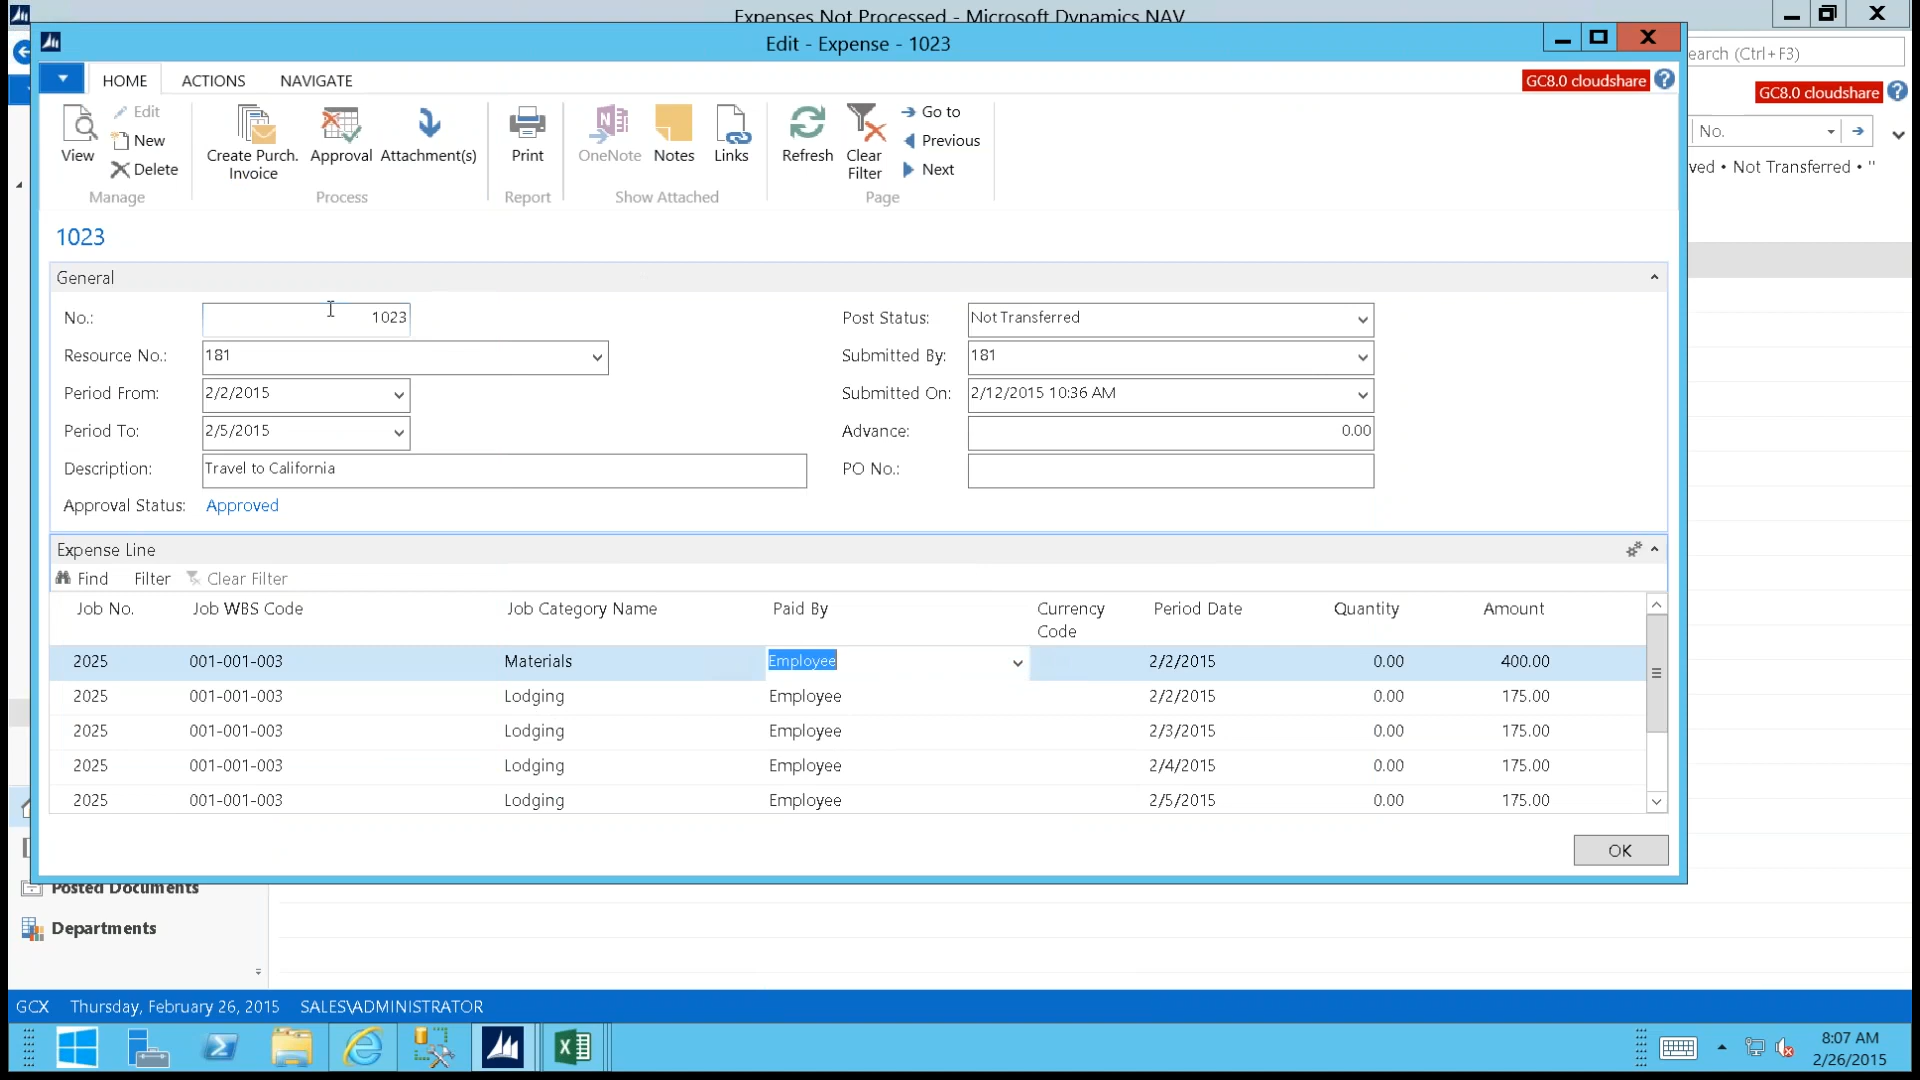 Expenses Not Processed - Microsoft Dynamics NAV
Edit - Expense - 1023
earch (Ctrl+F3)
HOME ACTIONS NAVIGATE
GC8.0 cloudshare
GC8.0 cloudshare
View
Edit
New
Delete
Manage
Create Purch.
Invoice
Approval
Attachment(s)
Process
Print
Report
OneNote
Notes
Links
Show Attached
Refresh
Clear
Filter
Go to
Previous
Next
Page
No.
ved • Not Transferred • ''
1023
General
No.: 1023
Resource No.: 181
Period From: 2/2/2015
Period To: 2/5/2015
Description: Travel to California
Approval Status: Approved
Post Status: Not Transferred
Submitted By: 181
Submitted On: 2/12/2015 10:36 AM
Advance: 0.00
PO No.:
Expense Line
Find Filter Clear Filter
Job No. Job WBS Code Job Category Name Paid By Currency Code Period Date Quantity Amount
2025 001-001-003 Materials Employee 2/2/2015 0.00 400.00
2025 001-001-003 Lodging Employee 2/2/2015 0.00 175.00
2025 001-001-003 Lodging Employee 2/3/2015 0.00 175.00
2025 001-001-003 Lodging Employee 2/4/2015 0.00 175.00
2025 001-001-003 Lodging Employee 2/5/2015 0.00 175.00
OK
Posted Documents
Departments
GCX Thursday, February 26, 2015 SALES\ADMINISTRATOR
8:07 AM
2/26/2015